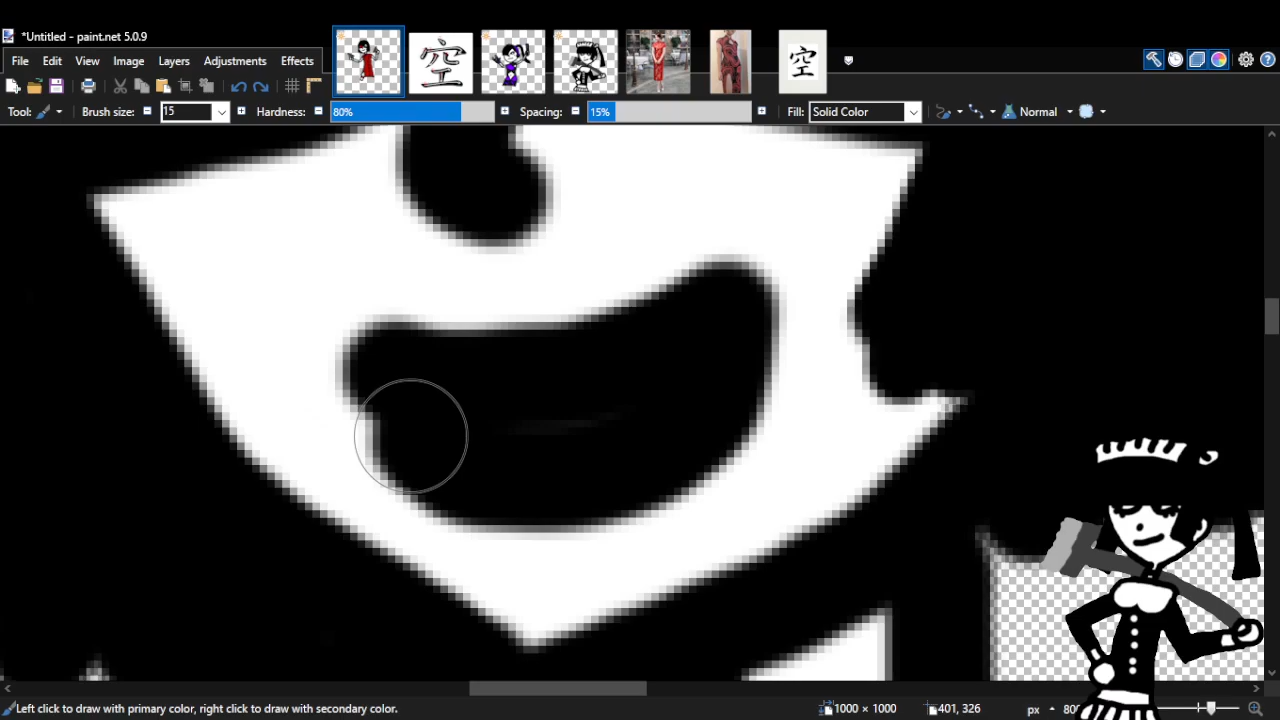 *Untitled - paint.net 5.0.9
File Edit View Image Layers Adjustments Effects
空
空
Tool: Brush size: 15 Hardness: 80% Spacing: 15% Fill: Solid Color Normal
Left click to draw with primary color, right click to draw with secondary color. 1000 × 1000 401, 326 px